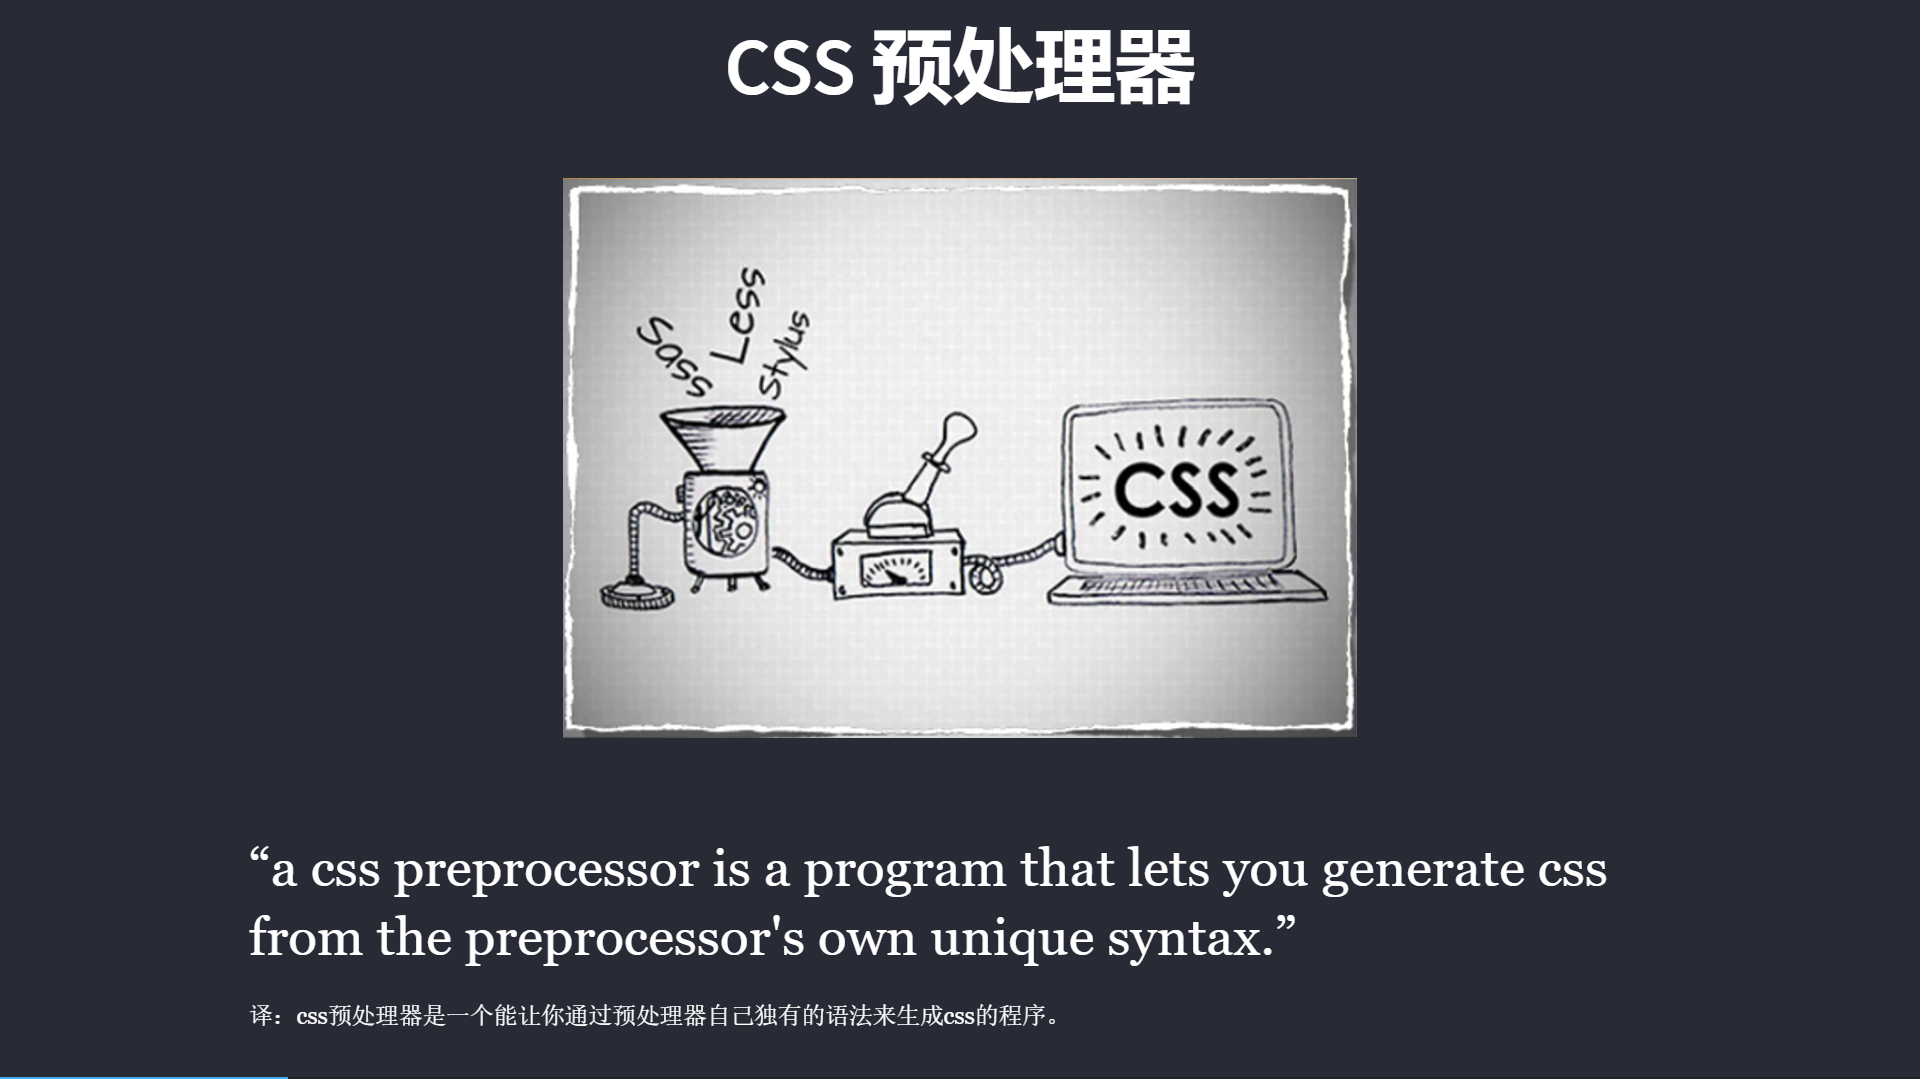 CSS 预处理器
Sass
Less
Stylus
CSS
“a css preprocessor is a program that lets you generate css
from the preprocessor's own unique syntax.”
译：css预处理器是一个能让你通过预处理器自己独有的语法来生成css的程序。